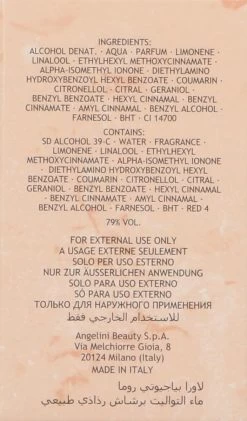 INGREDIENTS:
ALCOHOL DENAT. · AQUA · PARFUM · LIMONENE ·
LINALOOL · ETHYLHEXYL METHOXYCINNAMATE ·
ALPHA-ISOMETHYL IONONE · DIETHYLAMINO
HYDROXYBENZOYL HEXYL BENZOATE · COUMARIN ·
CITRONELLOL · CITRAL · GERANIOL ·
BENZYL BENZOATE · HEXYL CINNAMAL · BENZYL
CINNAMATE · AMYL CINNAMAL · BENZYL ALCOHOL ·
FARNESOL · BHT · CI 14700
CONTAINS:
SD ALCOHOL 39-C · WATER · FRAGRANCE ·
LIMONENE · LINALOOL · ETHYLHEXYL
METHOXYCINNAMATE · ALPHA-ISOMETHYL IONONE
· DIETHYLAMINO HYDROXYBENZOYL HEXYL
BENZOATE · COUMARIN · CITRONELLOL · CITRAL ·
GERANIOL · BENZYL BENZOATE · HEXYL CINNAMAL
· BENZYL CINNAMATE · AMYL CINNAMAL ·
BENZYL ALCOHOL · FARNESOL · BHT · RED 4
79% VOL.
FOR EXTERNAL USE ONLY
A USAGE EXTERNE SEULEMENT
SOLO PER USO ESTERNO
NUR ZUR ÄUSSERLICHEN ANWENDUNG
SOLO PARA USO EXTERNO
SÓ PARA USO EXTERNO
ТОЛЬКО ДЛЯ НАРУЖНОГО ПРИМЕНЕНИЯ
للاستخدام الخارجي فقط
Angelini Beauty S.p.A.
Via Melchiorre Gioia, 8
20124 Milano (Italy)
MADE IN ITALY
لاورا بياجيوتي روما
ماء التواليت برشاش رذاذي طبيعي